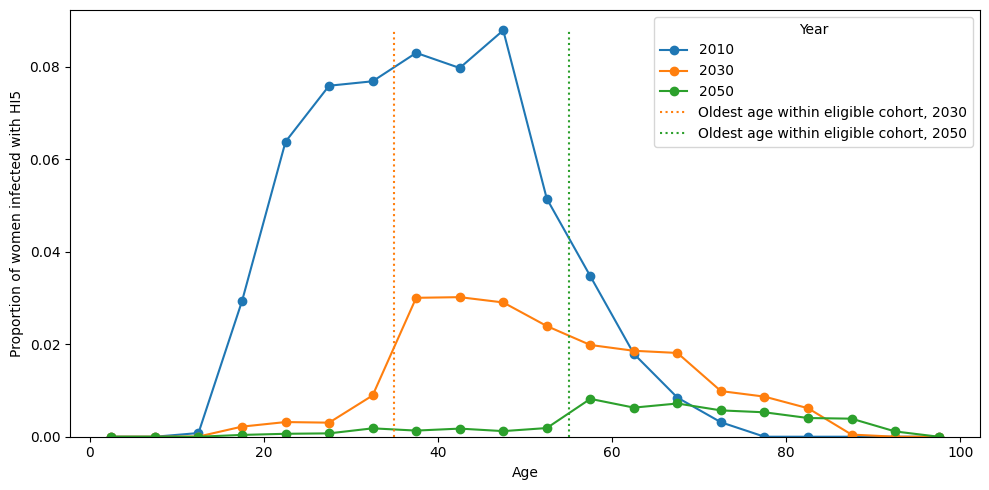 Year
2010
2030
2050
Oldest age within eligible cohort, 2030
Oldest age within eligible cohort, 2050
Proportion of women infected with HI5
0.08
0.06
0.04
0.02
0.00
0
20
40
60
80
100
Age